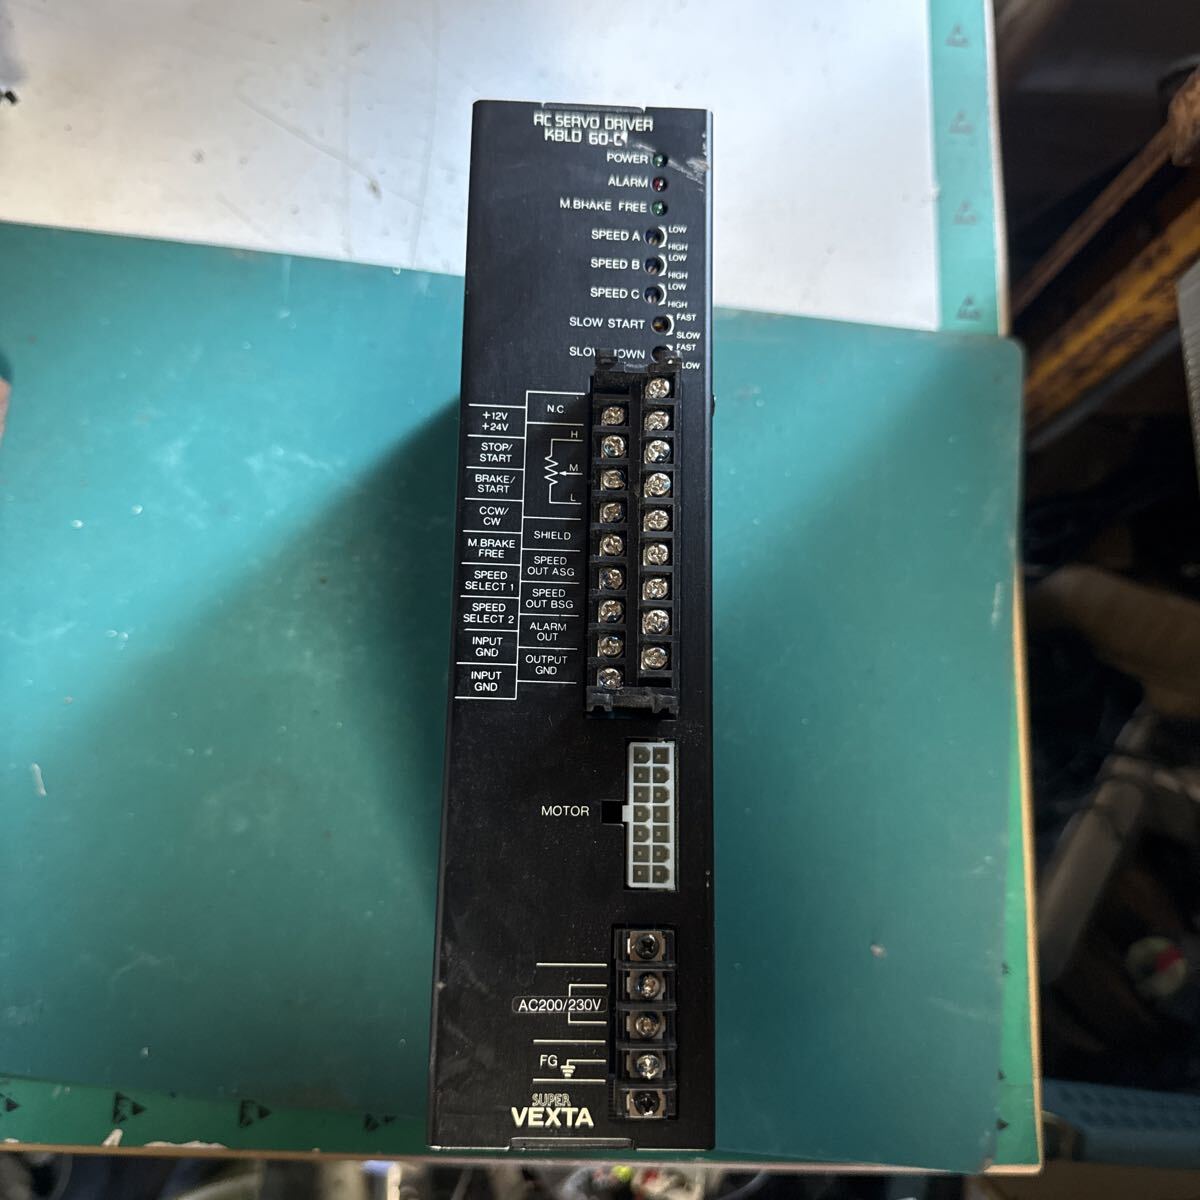 AC SERVO DRIVER
KBLD 60-C
POWER
ALARM
M.BRAKE FREE
SPEED A LOW
HIGH
SPEED B LOW
HIGH
SPEED C LOW
HIGH
SLOW START FAST
SLOW
SLOW DOWN FAST
SLOW
N.C.
+12V
+24V
H
STOP/
START
M
BRAKE/
START
L
CCW/
CW
SHIELD
M.BRAKE
FREE
SPEED
OUT ASG
SPEED
SELECT 1
SPEED
OUT BSG
SPEED
SELECT 2
ALARM
OUT
INPUT
GND
OUTPUT
GND
INPUT
GND
MOTOR
AC200/230V
FG
SUPER
VEXTA